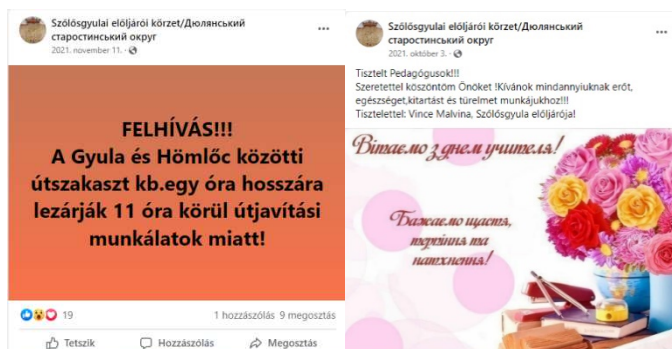 Szőlősgyulai elöljárói körzet/Дюлянський
старостинський округ
2021. november 11. ·
FELHÍVÁS!!!
A Gyula és Hömlőc közötti
útszakaszt kb.egy óra hosszára
lezárják 11 óra körül útjavítási
munkálatok miatt!
19
1 hozzászólás 9 megosztás
Tetszik
Hozzászólás
Megosztás
Szőlősgyulai elöljárói körzet/Дюлянський
старостинський округ
2021. október 3. ·
Tisztelt Pedagógusok!!!
Szeretettel köszöntöm Önöket !Kívánok mindannyiuknak erőt,
egészséget,kitartást és türelmet munkájukhoz!!!
Tisztelettel: Vince Malvina, Szőlősgyula elöljárója!
Вітаємо з днем учителя!
Бажаємо щастя,
терпіння та
натхнення!